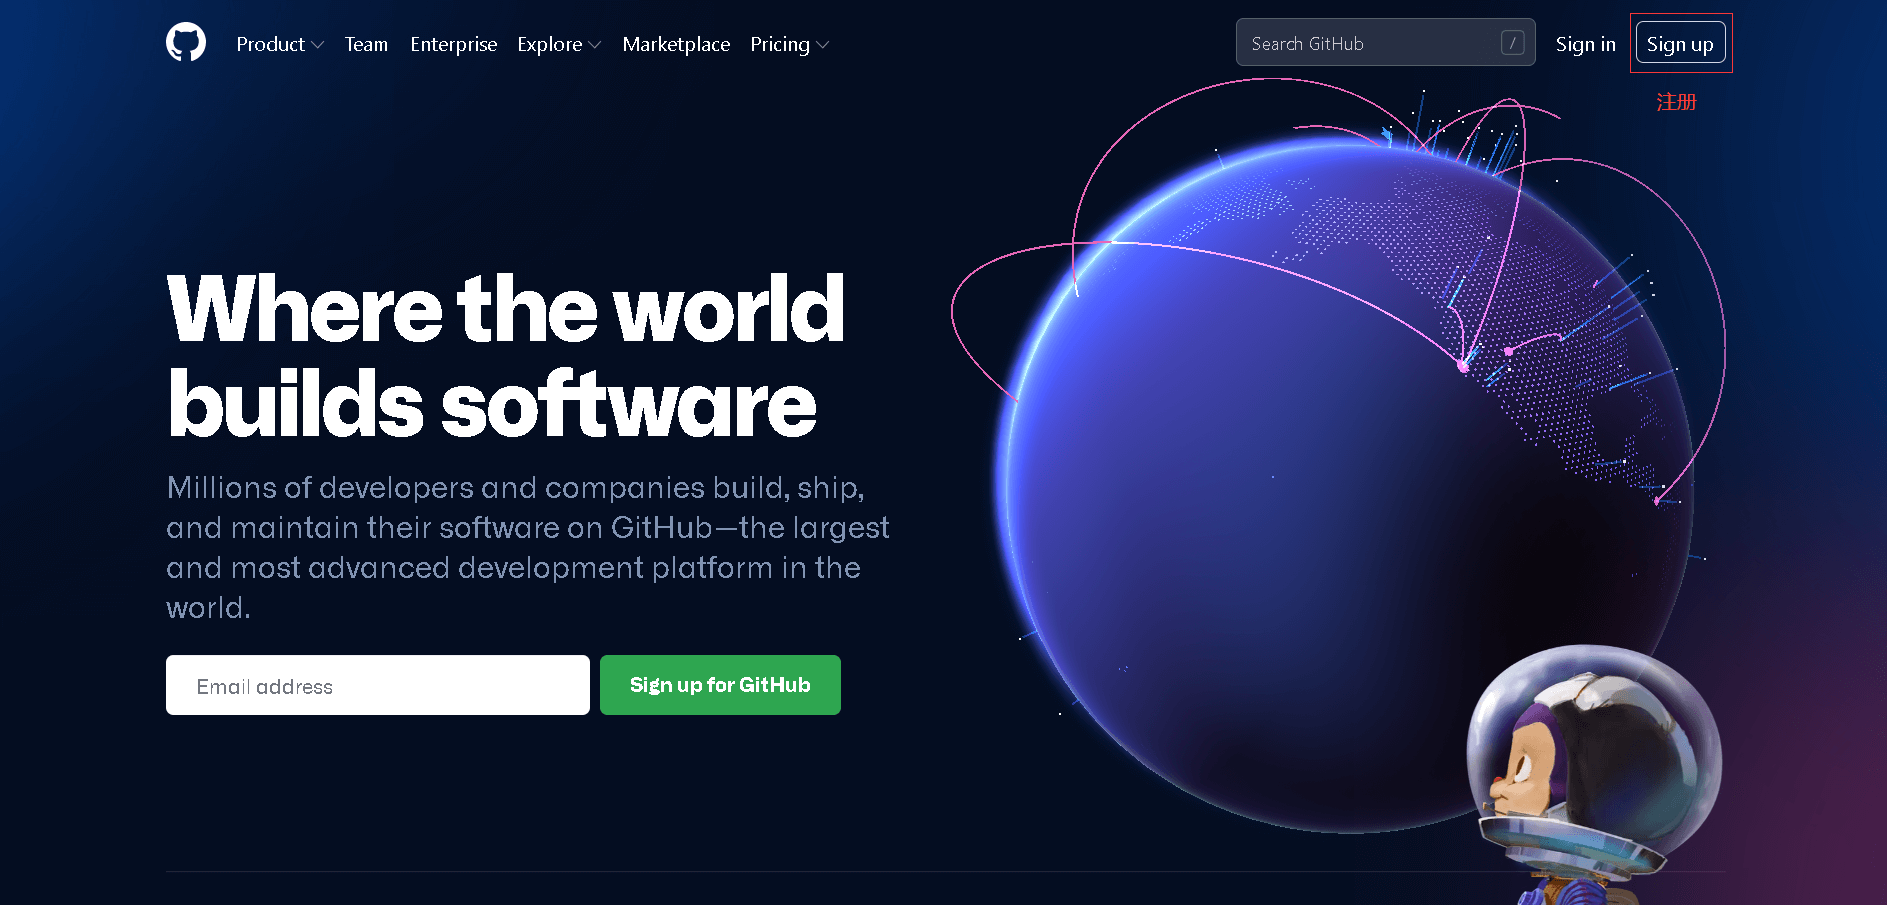 Product Team Enterprise Explore Marketplace Pricing Search GitHub / Sign in Sign up
注册
Where the world
builds software
Millions of developers and companies build, ship,
and maintain their software on GitHub—the largest
and most advanced development platform in the
world.
Email address Sign up for GitHub